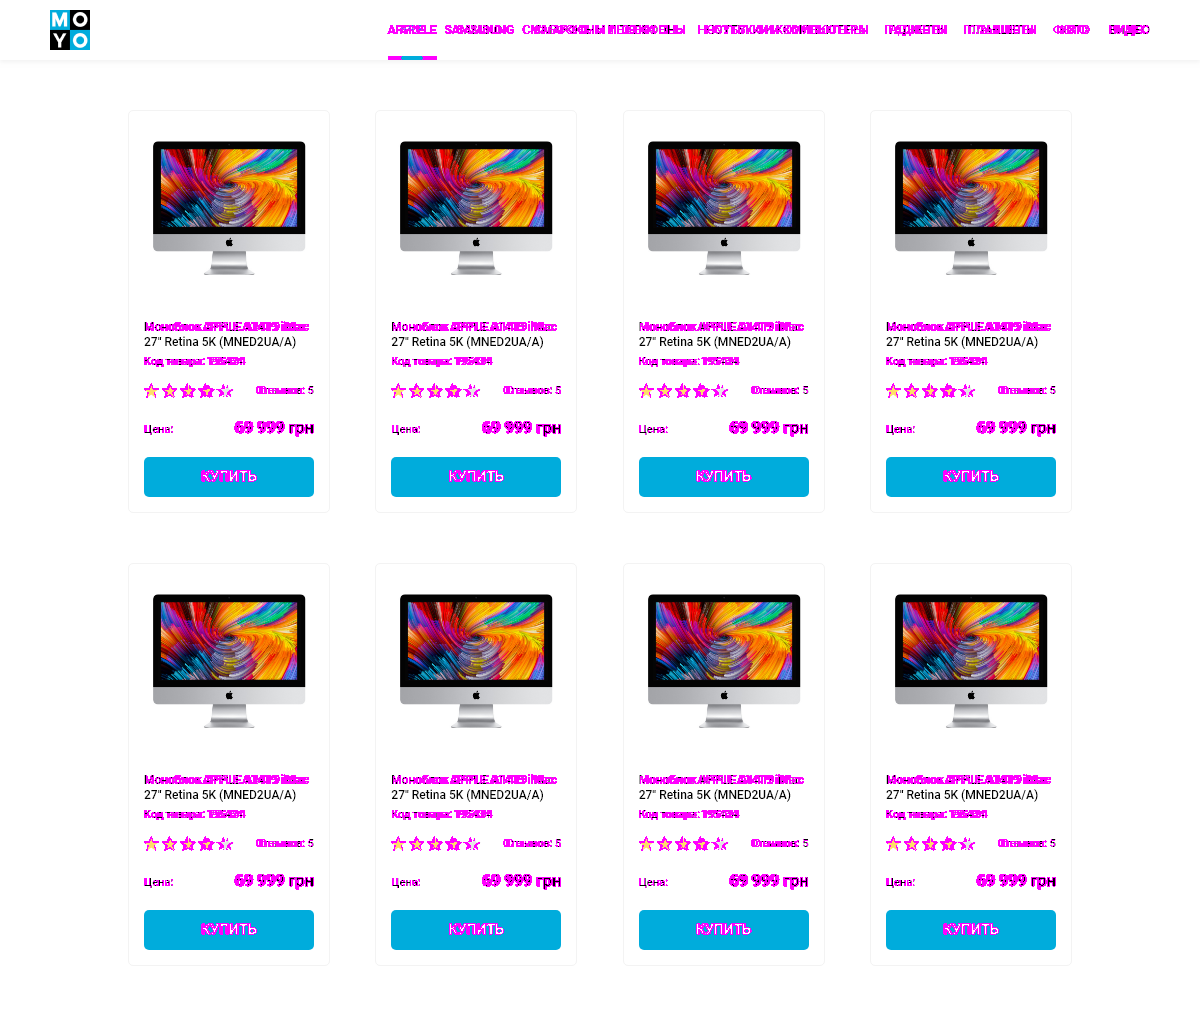 MO
YO
APPLE SAMSUNG СМАРТФОНЫ И ТЕЛЕФОНЫ НОУТБУКИ И КОМПЬЮТЕРЫ ГАДЖЕТЫ ПЛАНШЕТЫ ФОТО ВИДЕО
Моноблок APPLE A1419 iMac Моноблок APPLE A1419 iMac Моноблок APPLE A1419 iMac Моноблок APPLE A1419 iMac
27" Retina 5K (MNED2UA/A) 27" Retina 5K (MNED2UA/A) 27" Retina 5K (MNED2UA/A) 27" Retina 5K (MNED2UA/A)
Код товара: 195434 Код товара: 195434 Код товара: 195434 Код товара: 195434
Отзывов: 5 Отзывов: 5 Отзывов: 5 Отзывов: 5
Цена: 69 999 грн Цена: 69 999 грн Цена: 69 999 грн Цена: 69 999 грн
КУПИТЬ КУПИТЬ КУПИТЬ КУПИТЬ
Моноблок APPLE A1419 iMac Моноблок APPLE A1419 iMac Моноблок APPLE A1419 iMac Моноблок APPLE A1419 iMac
27" Retina 5K (MNED2UA/A) 27" Retina 5K (MNED2UA/A) 27" Retina 5K (MNED2UA/A) 27" Retina 5K (MNED2UA/A)
Код товара: 195434 Код товара: 195434 Код товара: 195434 Код товара: 195434
Отзывов: 5 Отзывов: 5 Отзывов: 5 Отзывов: 5
Цена: 69 999 грн Цена: 69 999 грн Цена: 69 999 грн Цена: 69 999 грн
КУПИТЬ КУПИТЬ КУПИТЬ КУПИТЬ